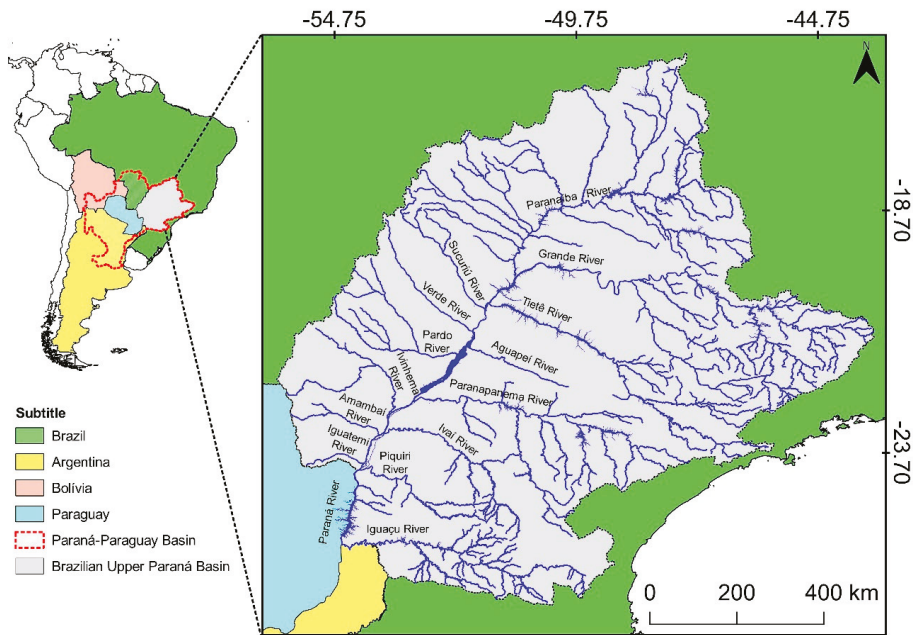 -54.75
-49.75
-44.75
N
-18.70
-23.70
Paranaíba River
Grande River
Sucuriú River
Tietê River
Verde River
Pardo
River
Aguapeí River
Ivinhema
River
Paranapanema River
Amambaí
River
Ivaí River
Iguatemi
River
Piquiri
River
Paraná River
Iguaçu River
Subtitle
Brazil
Argentina
Bolívia
Paraguay
Paraná-Paraguay Basin
Brazilian Upper Paraná Basin
0
200
400 km